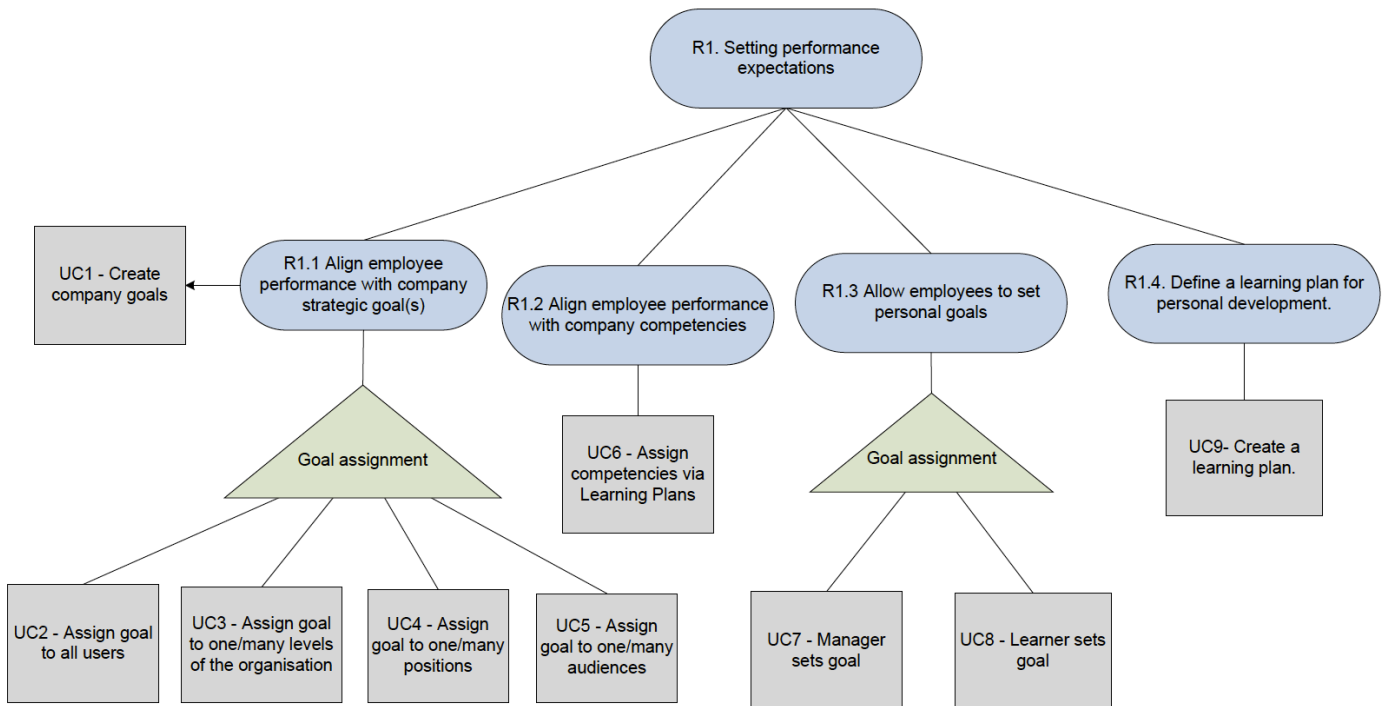 R1. Setting performance
expectations
UC1 - Create
company goals
R1.1 Align employee
performance with company
strategic goal(s)
R1.2 Align employee performance
with company competencies
R1.3 Allow employees to set
personal goals
R1.4. Define a learning plan for
personal development.
Goal assignment
UC6 - Assign
competencies via
Learning Plans
Goal assignment
UC9- Create a
learning plan.
UC2 - Assign goal
to all users
UC3 - Assign goal
to one/many levels
of the organisation
UC4 - Assign
goal to one/many
positions
UC5 - Assign
goal to one/many
audiences
UC7 - Manager
sets goal
UC8 - Learner sets
goal